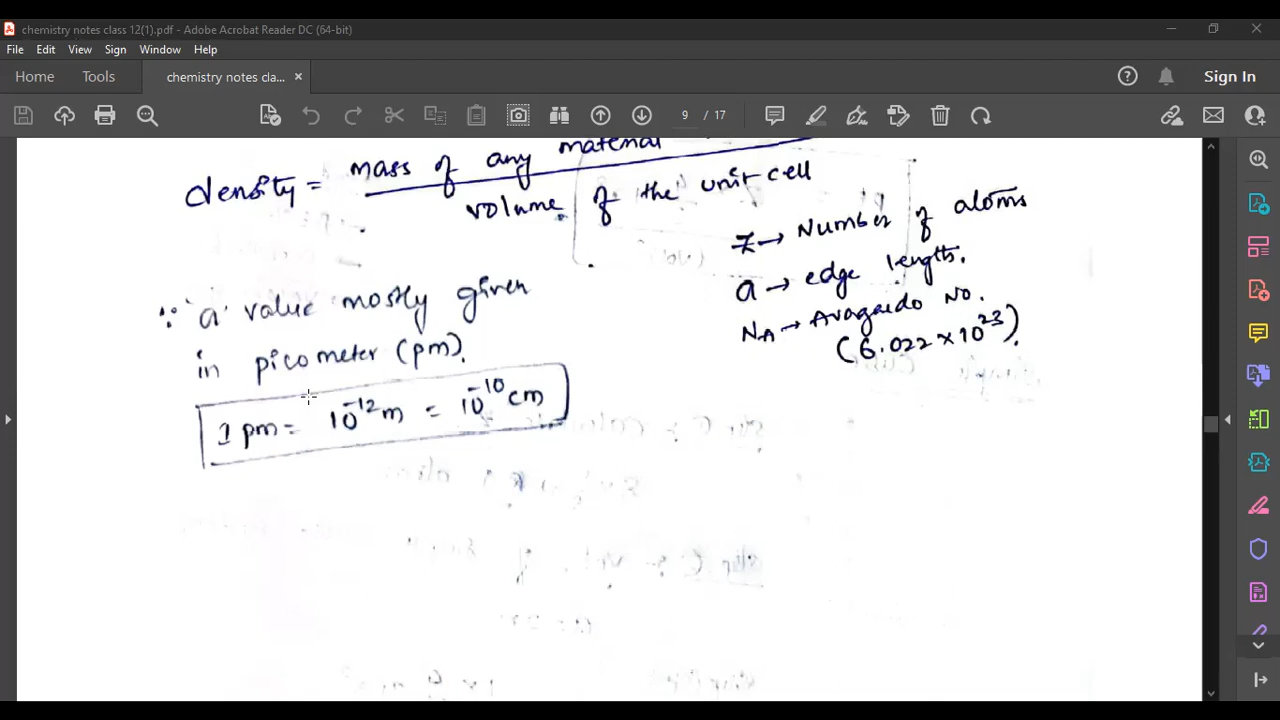 chemistry notes class 12(1).pdf - Adobe Acrobat Reader DC (64-bit)
File Edit View Sign Window Help
Home Tools chemistry notes cla... × Sign In
9 / 17
density = mass of any material
volume of the unit cell
Z → Number of atoms
a → edge length.
NA → Avagardo No.
(6.022 × 10²³).
∵ 'a' value mostly given
in picometer (pm).
1 pm = 10⁻¹² m = 10⁻¹⁰ cm